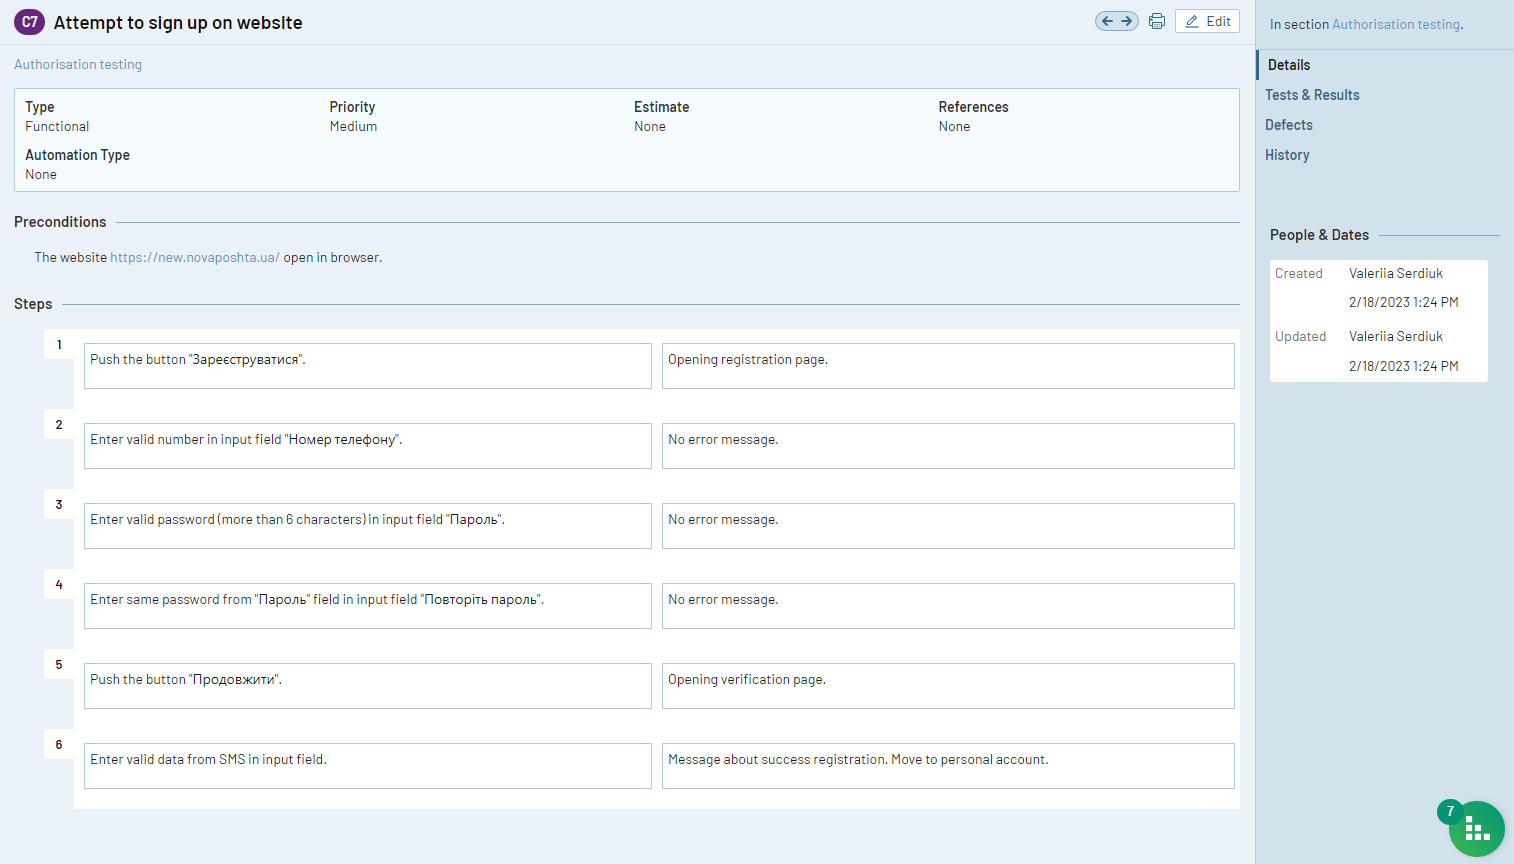 C7 Attempt to sign up on website
Edit
Authorisation testing
Type Priority Estimate References
Functional Medium None None
Automation Type
None
Preconditions
The website https://new.novaposhta.ua/ open in browser.
Steps
1
Push the button "Зареєструватися". Opening registration page.
2
Enter valid number in input field "Номер телефону". No error message.
3
Enter valid password (more than 6 characters) in input field "Пароль". No error message.
4
Enter same password from "Пароль" field in input field "Повторіть пароль". No error message.
5
Push the button "Продовжити". Opening verification page.
6
Enter valid data from SMS in input field. Message about success registration. Move to personal account.
In section Authorisation testing.
Details
Tests & Results
Defects
History
People & Dates
Created Valeriia Serdiuk
2/18/2023 1:24 PM
Updated Valeriia Serdiuk
2/18/2023 1:24 PM
7